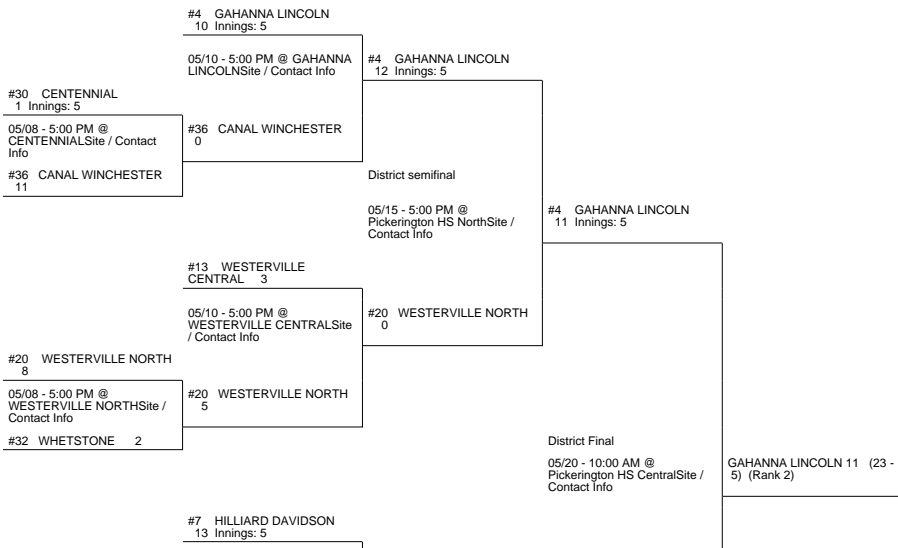 #4 GAHANNA LINCOLN
10 Innings: 5
05/10 - 5:00 PM @ GAHANNA
LINCOLNSite / Contact Info
#4 GAHANNA LINCOLN
12 Innings: 5
#30 CENTENNIAL
1 Innings: 5
05/08 - 5:00 PM @
CENTENNIALSite / Contact
Info
#36 CANAL WINCHESTER
0
#36 CANAL WINCHESTER
11
District semifinal
05/15 - 5:00 PM @
Pickerington HS NorthSite /
Contact Info
#4 GAHANNA LINCOLN
11 Innings: 5
#13 WESTERVILLE
CENTRAL 3
05/10 - 5:00 PM @
WESTERVILLE CENTRALSite
/ Contact Info
#20 WESTERVILLE NORTH
0
#20 WESTERVILLE NORTH
8
05/08 - 5:00 PM @
WESTERVILLE NORTHSite /
Contact Info
#20 WESTERVILLE NORTH
5
#32 WHETSTONE 2
District Final
05/20 - 10:00 AM @
Pickerington HS CentralSite /
Contact Info
GAHANNA LINCOLN 11 (23 -
5) (Rank 2)
#7 HILLIARD DAVIDSON
13 Innings: 5